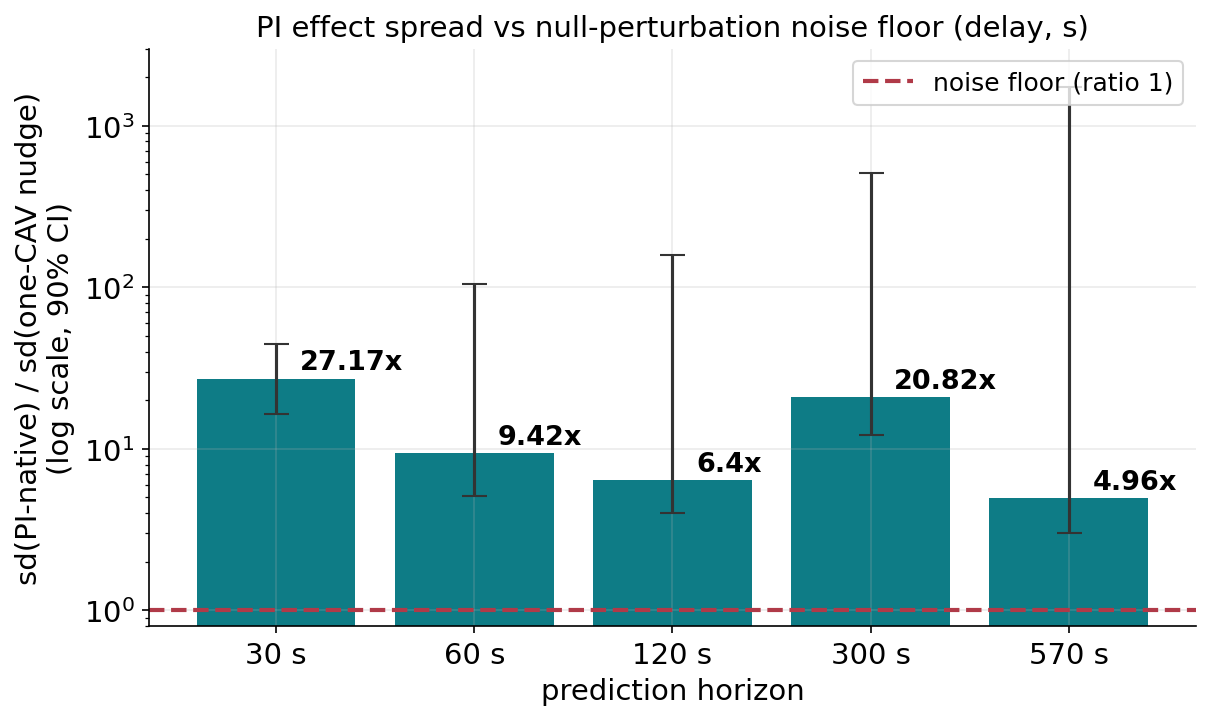 PI effect spread vs null-perturbation noise floor (delay, s)
noise floor (ratio 1)
sd(PI-native) / sd(one-CAV nudge)
(log scale, 90% CI)
10³
10²
10¹
10⁰
27.17x
9.42x
6.4x
20.82x
4.96x
30 s
60 s
120 s
300 s
570 s
prediction horizon